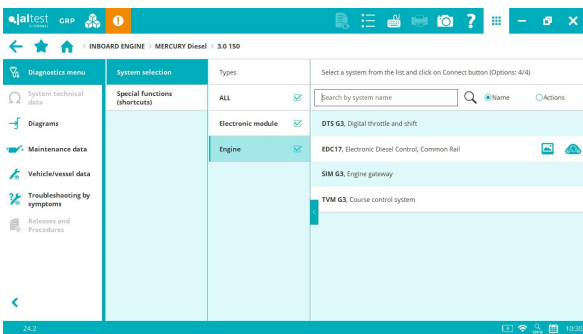 jaltest GRP
INBOARD ENGINE > MERCURY Diesel > 3.0 150
Diagnostics menu
System technical
data
Diagrams
Maintenance data
Vehicle/vessel data
Troubleshooting by
symptoms
Releases and
Procedures
System selection
Special functions
(shortcuts)
Types
ALL
Electronic module
Engine
Select a system from the list and click on Connect button (Options: 4/4)
Search by system name
Name
Actions
DTS G3, Digital throttle and shift
EDC17, Electronic Diesel Control, Common Rail
SIM G3, Engine gateway
TVM G3, Course control system
24.2
10:30